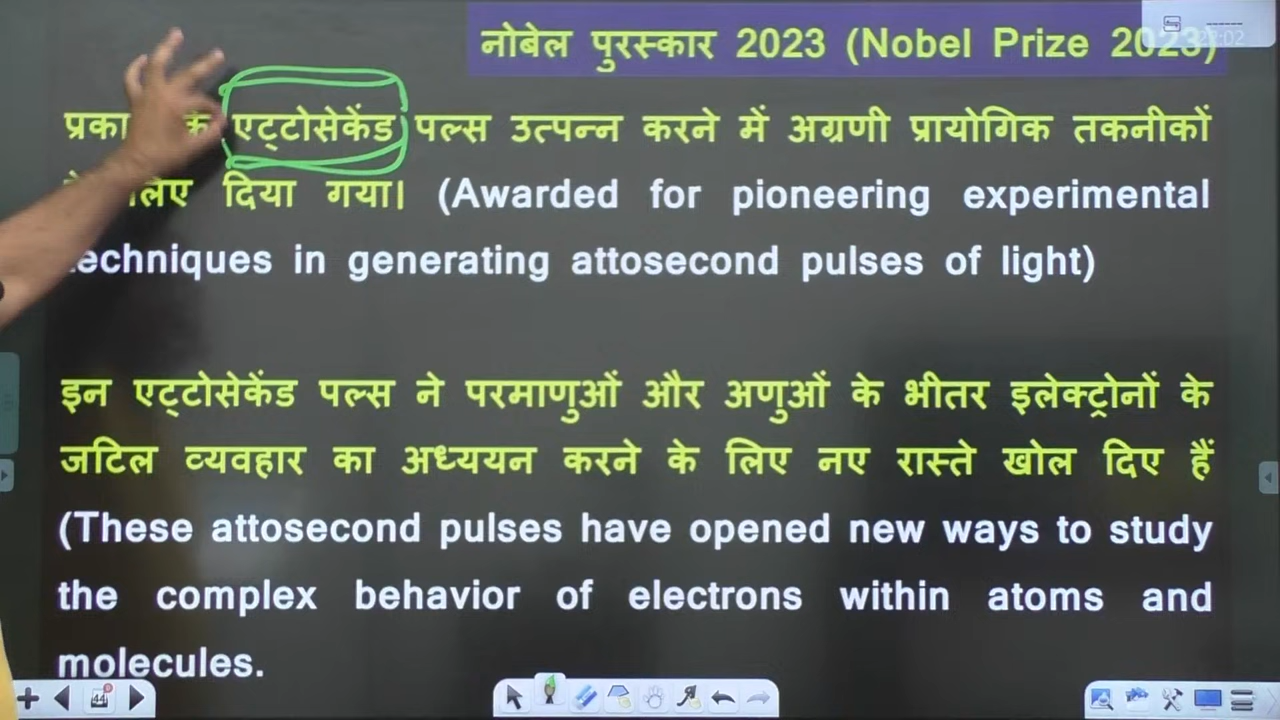 नोबेल पुरस्कार 2023 (Nobel Prize 2023)
एट्टोसेकेंड पल्स उत्पन्न करने में अग्रणी प्रायोगिक तकनीकों
लिए दिया गया। (Awarded for pioneering experimental
techniques in generating attosecond pulses of light)
इन एट्टोसेकेंड पल्स ने परमाणुओं और अणुओं के भीतर इलेक्ट्रोनों के
जटिल व्यवहार का अध्ययन करने के लिए नए रास्ते खोल दिए हैं
(These attosecond pulses have opened new ways to study
the complex behavior of electrons within atoms and
molecules.
44